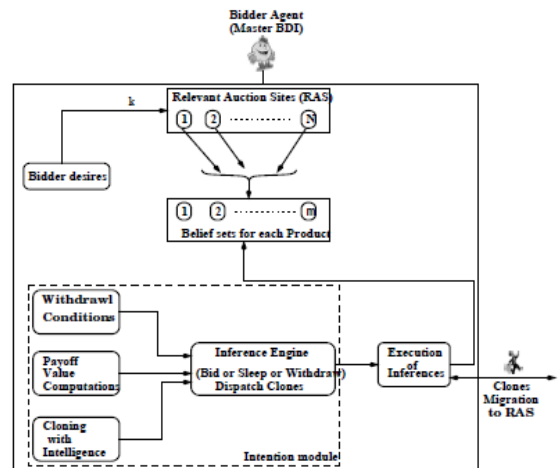 Bidder Agent
(Master BDI)
k
Relevant Auction Sites (RAS)
1 2 .............. N
Bidder desires
1 2 .............. m
Belief sets for each Product
Withdrawl
Conditions
Payoff
Value
Computations
Cloning
with
Intelligence
Inference Engine
(Bid or Sleep or Withdraw)
Dispatch Clones
Intention module
Execution
of
Inferences
Clones
Migration
to RAS